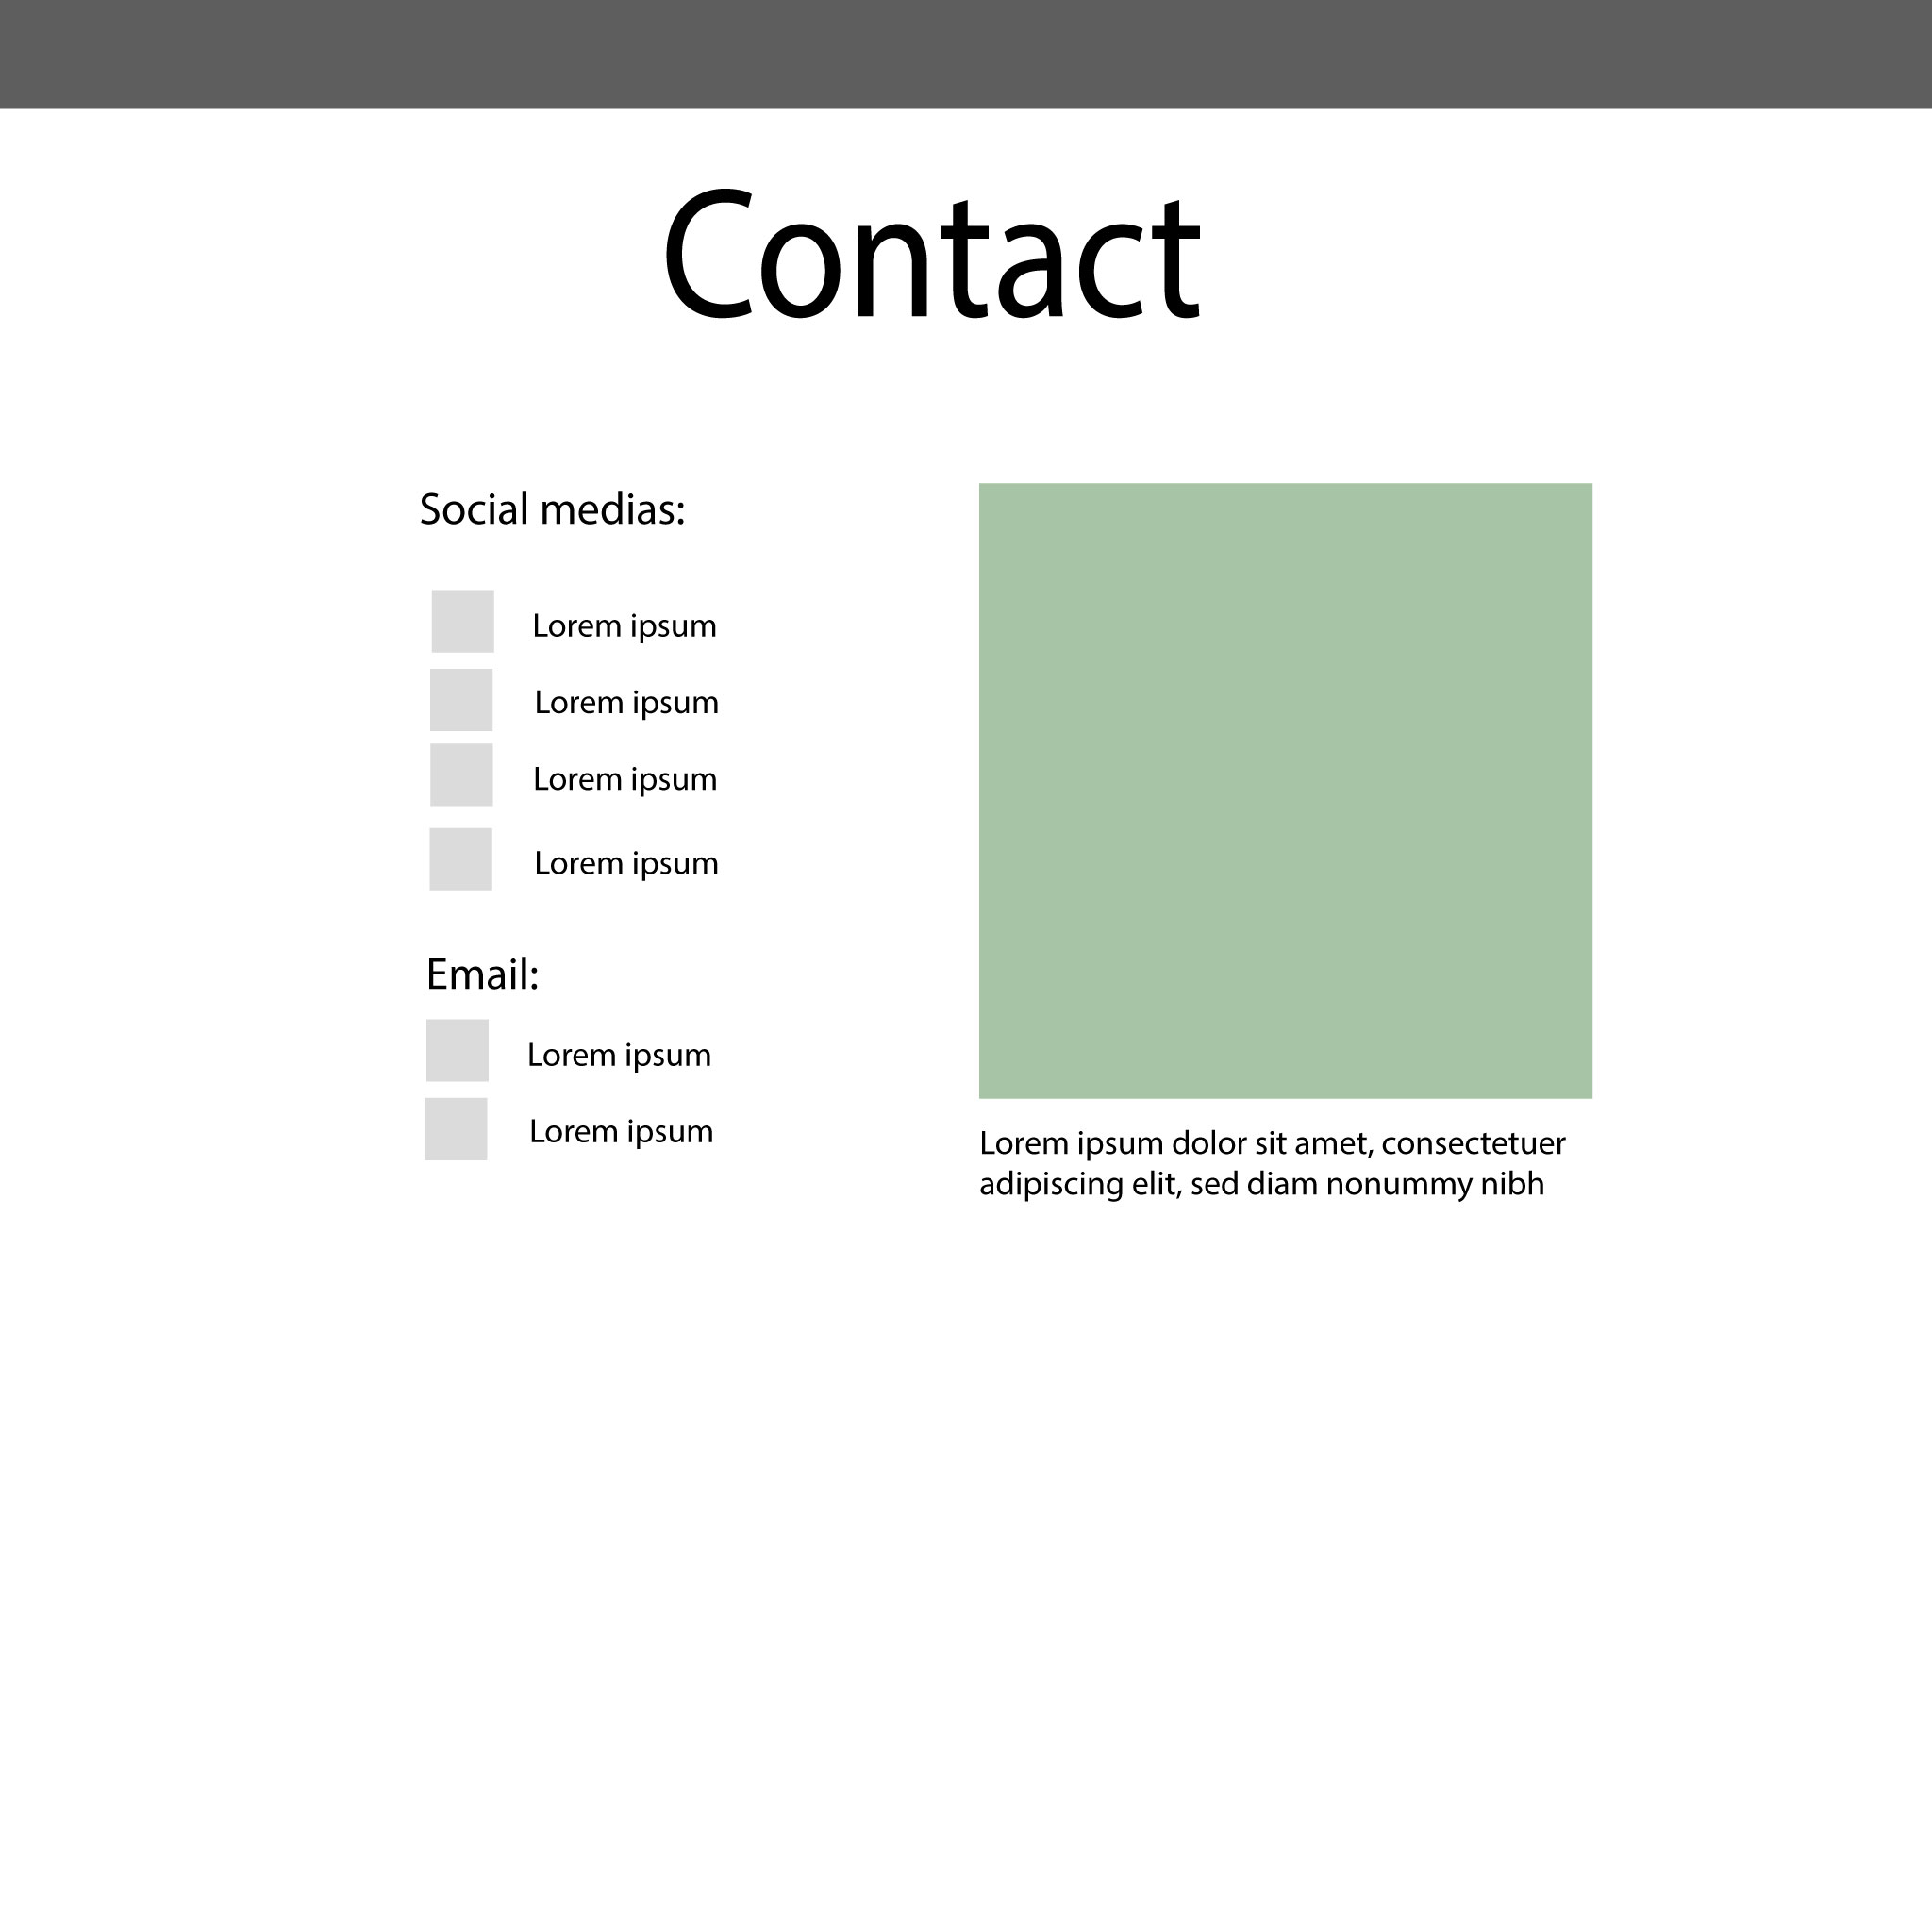 Contact
Social medias:
Lorem ipsum
Lorem ipsum
Lorem ipsum
Lorem ipsum
Email:
Lorem ipsum
Lorem ipsum
Lorem ipsum dolor sit amet, consectetuer
adipiscing elit, sed diam nonummy nibh